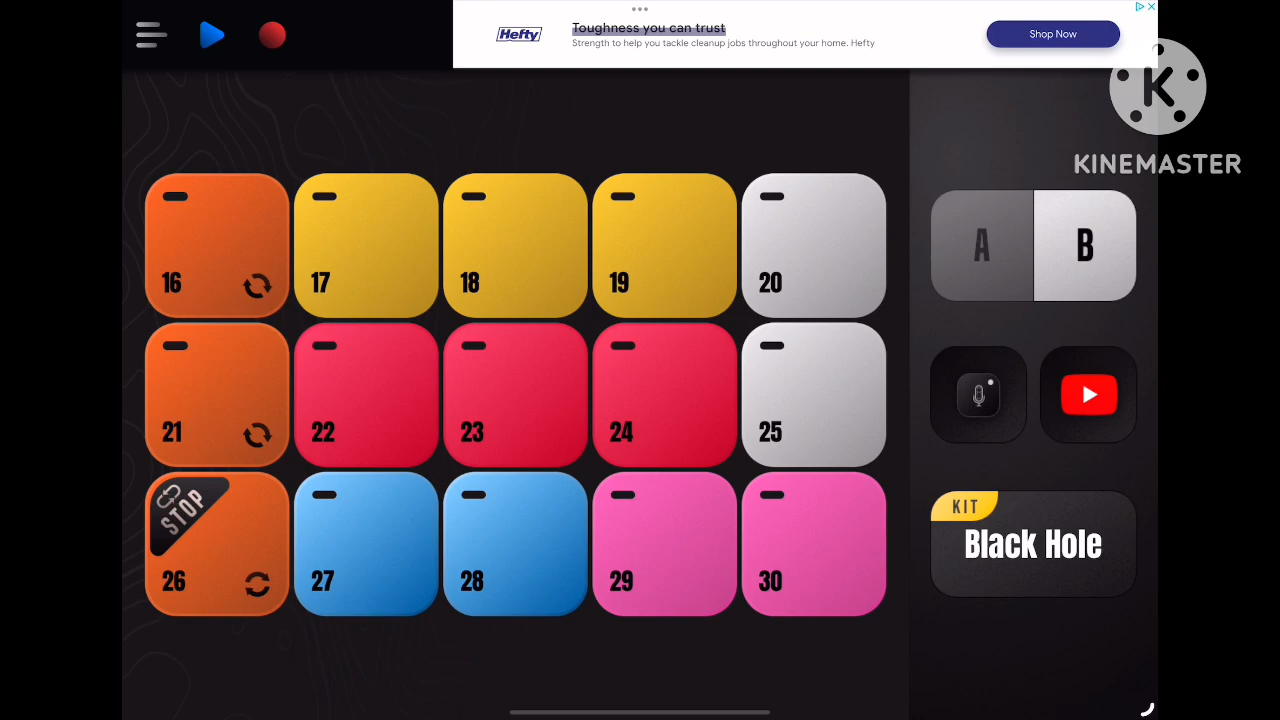 Hefty
Toughness you can trust
Strength to help you tackle cleanup jobs throughout your home. Hefty
Shop Now
K
KINEMASTER
16
17
18
19
20
A
B
21
22
23
24
25
STOP
26
27
28
29
30
KIT
Black Hole